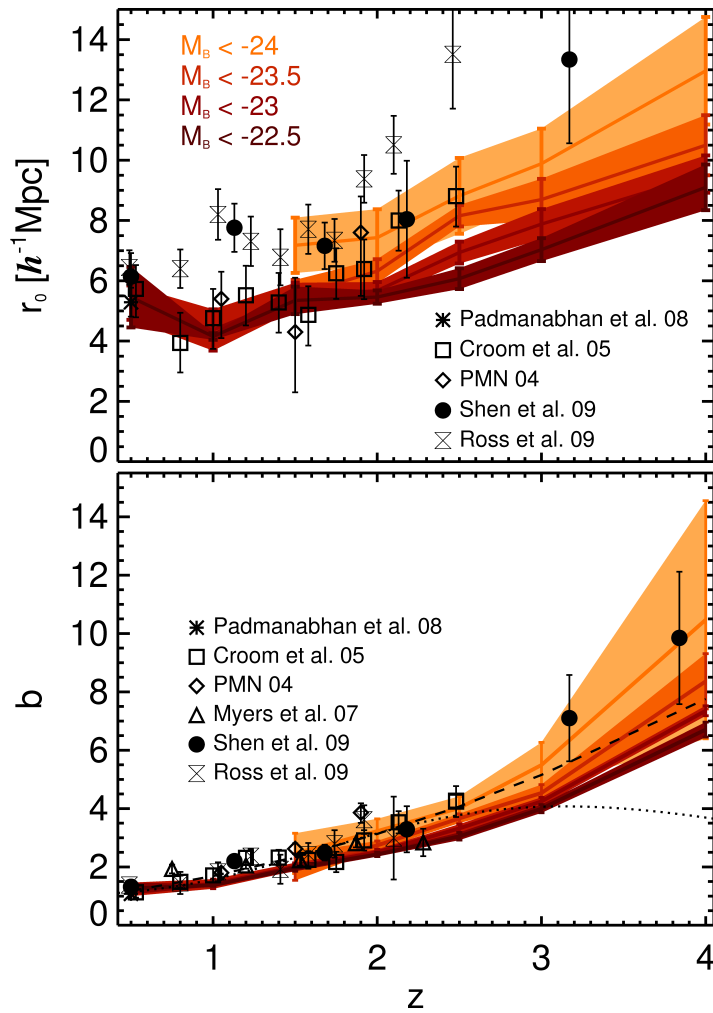 14
12
10
8
6
4
2
0
r₀ [h⁻¹Mpc]
M_B < -24
M_B < -23.5
M_B < -23
M_B < -22.5
Padmanabhan et al. 08
Croom et al. 05
PMN 04
Shen et al. 09
Ross et al. 09
14
12
10
8
6
4
2
0
b
Padmanabhan et al. 08
Croom et al. 05
PMN 04
Myers et al. 07
Shen et al. 09
Ross et al. 09
1 2 3 4
z